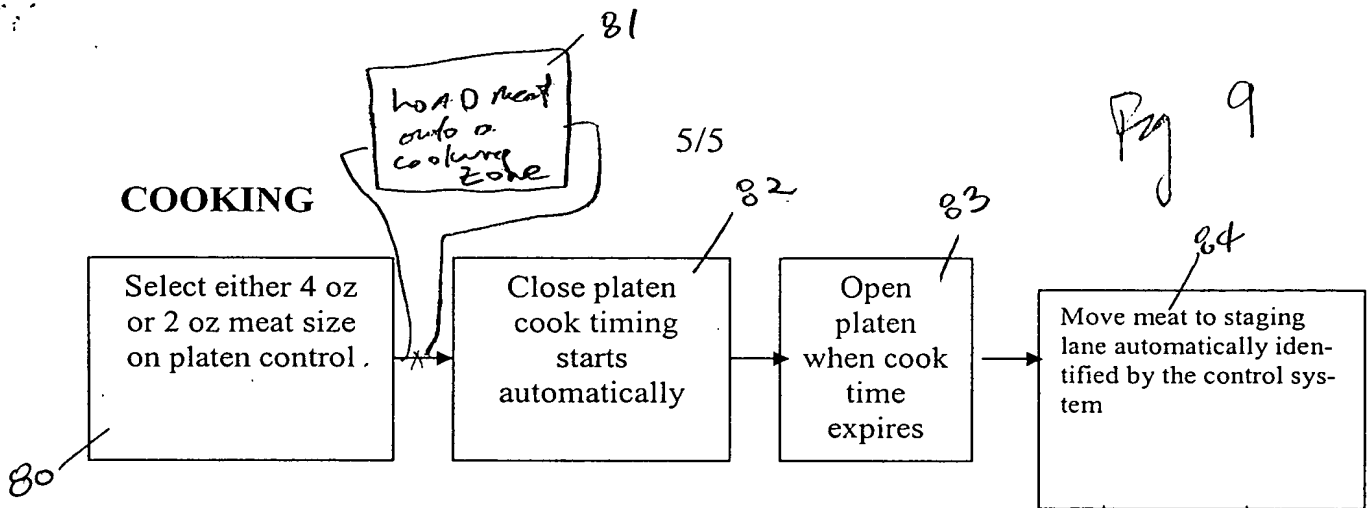 81
LOAD meat
onto a
cooking
zone
5/5
Fig 9
COOKING
82
83
84
Select either 4 oz
or 2 oz meat size
on platen control.
Close platen
cook timing
starts
automatically
Open
platen
when cook
time
expires
Move meat to staging
lane automatically iden-
tified by the control sys-
tem
80